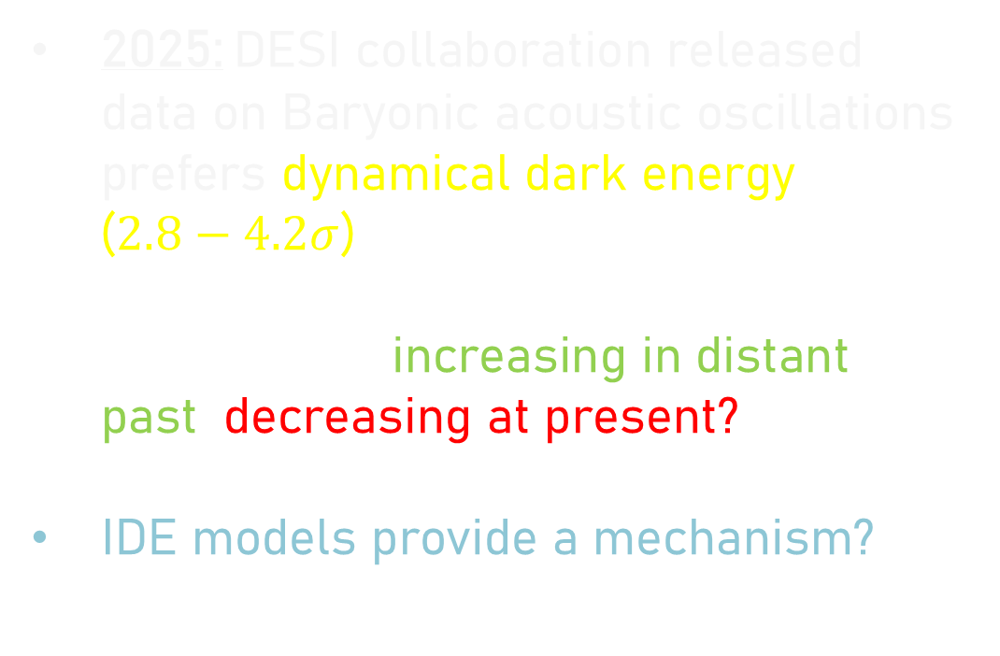 • 2025: DESI collaboration released
data on Baryonic acoustic oscillations
prefers dynamical dark energy
(2.8 − 4.2σ)
increasing in distant
past decreasing at present?
• IDE models provide a mechanism?